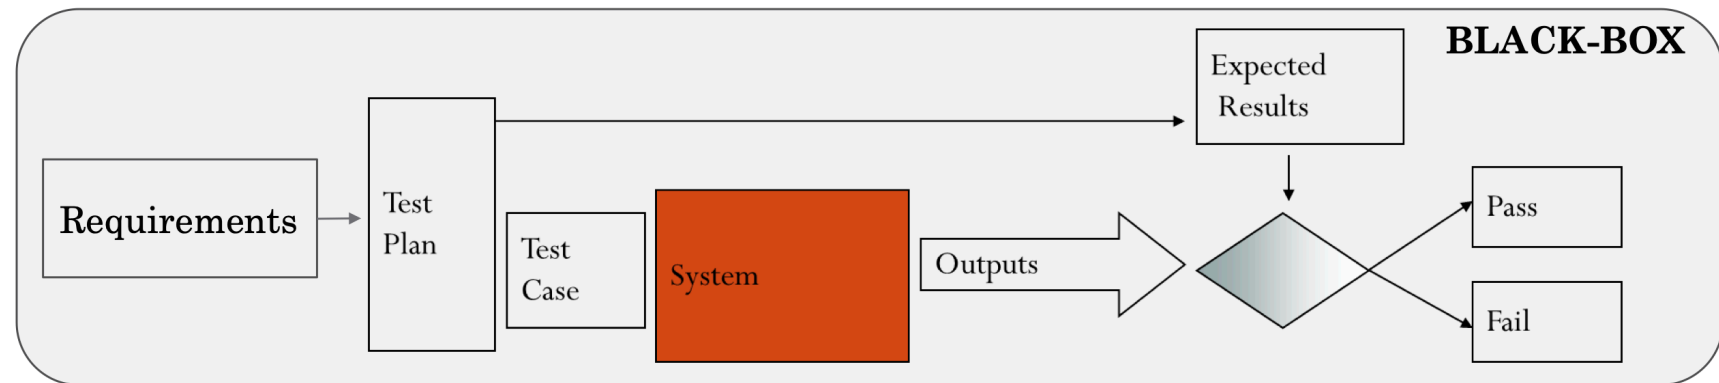 BLACK-BOX
Expected
Results
Requirements
Test
Plan
Test
Case
System
Outputs
Pass
Fail